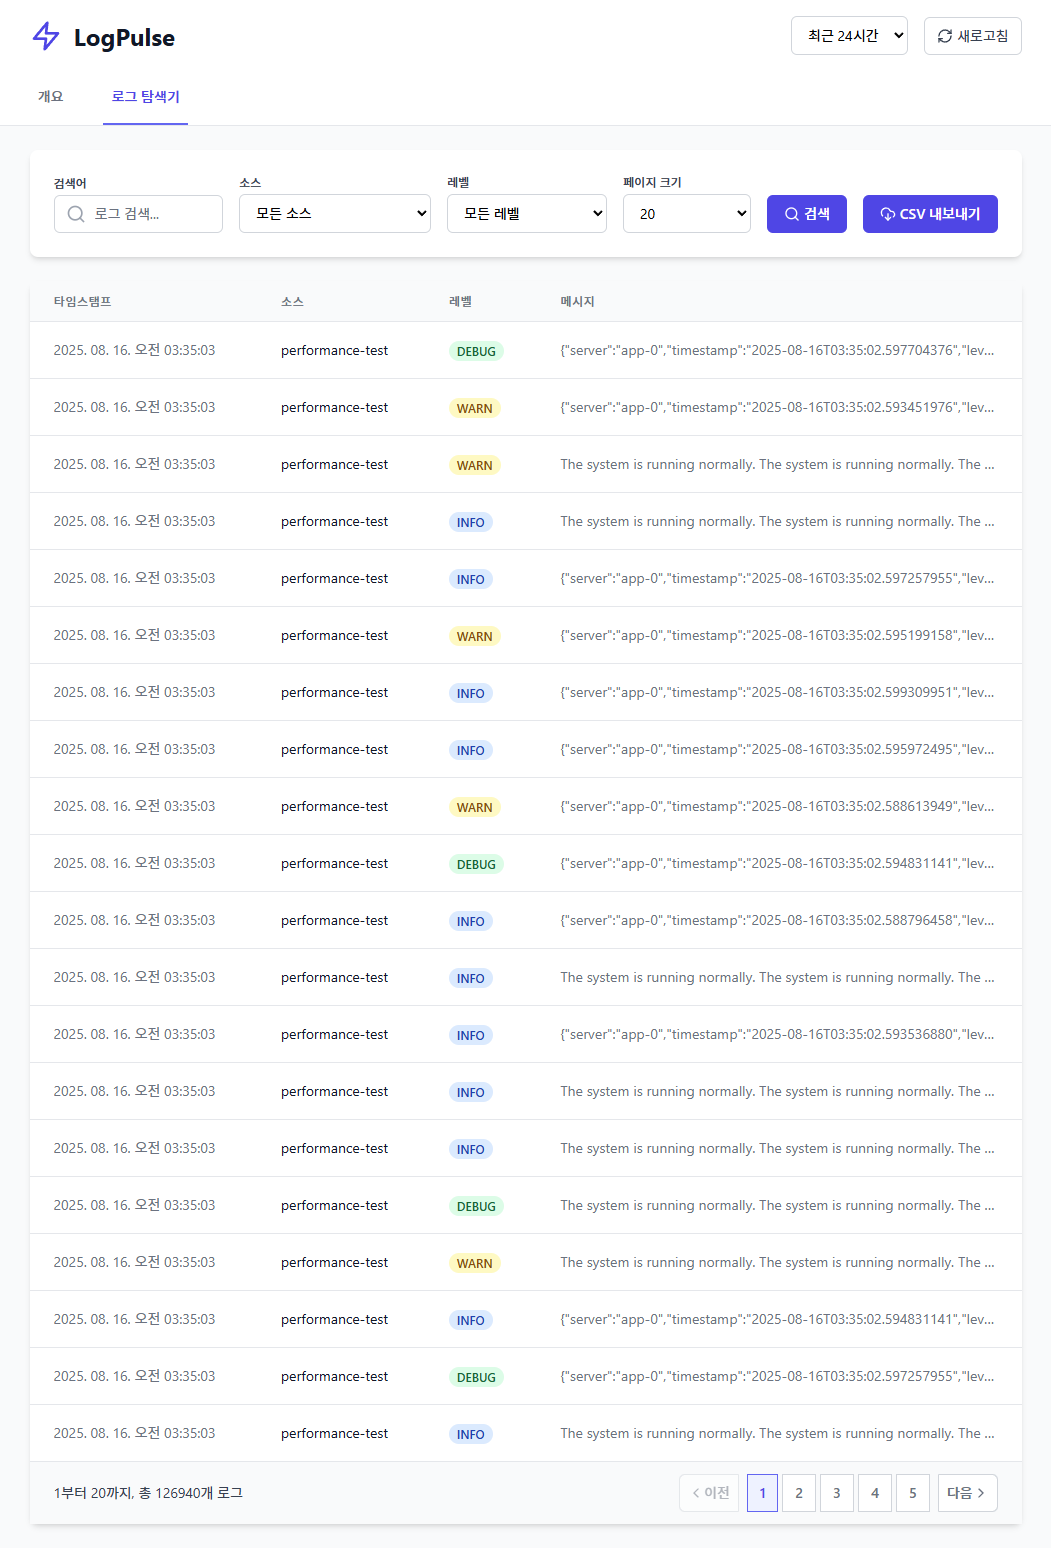 LogPulse
최근 24시간
새로고침
개요
로그 탐색기
검색어
소스
레벨
페이지 크기
로그 검색...
모든 소스
모든 레벨
20
검색
CSV 내보내기
타임스탬프 소스 레벨 메시지
2025. 08. 16. 오전 03:35:03 performance-test DEBUG {"server":"app-0","timestamp":"2025-08-16T03:35:02.597704376","lev...
2025. 08. 16. 오전 03:35:03 performance-test WARN {"server":"app-0","timestamp":"2025-08-16T03:35:02.593451976","lev...
2025. 08. 16. 오전 03:35:03 performance-test WARN The system is running normally. The system is running normally. The ...
2025. 08. 16. 오전 03:35:03 performance-test INFO The system is running normally. The system is running normally. The ...
2025. 08. 16. 오전 03:35:03 performance-test INFO {"server":"app-0","timestamp":"2025-08-16T03:35:02.597257955","lev...
2025. 08. 16. 오전 03:35:03 performance-test WARN {"server":"app-0","timestamp":"2025-08-16T03:35:02.595199158","lev...
2025. 08. 16. 오전 03:35:03 performance-test INFO {"server":"app-0","timestamp":"2025-08-16T03:35:02.599309951","lev...
2025. 08. 16. 오전 03:35:03 performance-test INFO {"server":"app-0","timestamp":"2025-08-16T03:35:02.595972495","lev...
2025. 08. 16. 오전 03:35:03 performance-test WARN {"server":"app-0","timestamp":"2025-08-16T03:35:02.588613949","lev...
2025. 08. 16. 오전 03:35:03 performance-test DEBUG {"server":"app-0","timestamp":"2025-08-16T03:35:02.594831141","lev...
2025. 08. 16. 오전 03:35:03 performance-test INFO {"server":"app-0","timestamp":"2025-08-16T03:35:02.588796458","lev...
2025. 08. 16. 오전 03:35:03 performance-test INFO The system is running normally. The system is running normally. The ...
2025. 08. 16. 오전 03:35:03 performance-test INFO {"server":"app-0","timestamp":"2025-08-16T03:35:02.593536880","lev...
2025. 08. 16. 오전 03:35:03 performance-test INFO The system is running normally. The system is running normally. The ...
2025. 08. 16. 오전 03:35:03 performance-test INFO The system is running normally. The system is running normally. The ...
2025. 08. 16. 오전 03:35:03 performance-test DEBUG The system is running normally. The system is running normally. The ...
2025. 08. 16. 오전 03:35:03 performance-test WARN The system is running normally. The system is running normally. The ...
2025. 08. 16. 오전 03:35:03 performance-test INFO {"server":"app-0","timestamp":"2025-08-16T03:35:02.594831141","lev...
2025. 08. 16. 오전 03:35:03 performance-test DEBUG {"server":"app-0","timestamp":"2025-08-16T03:35:02.597257955","lev...
2025. 08. 16. 오전 03:35:03 performance-test INFO The system is running normally. The system is running normally. The ...
1부터 20까지, 총 126940개 로그
이전 1 2 3 4 5 다음